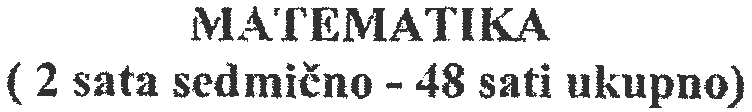 MATEMATIKA
( 2 sata sedmično - 48 sati ukupno)